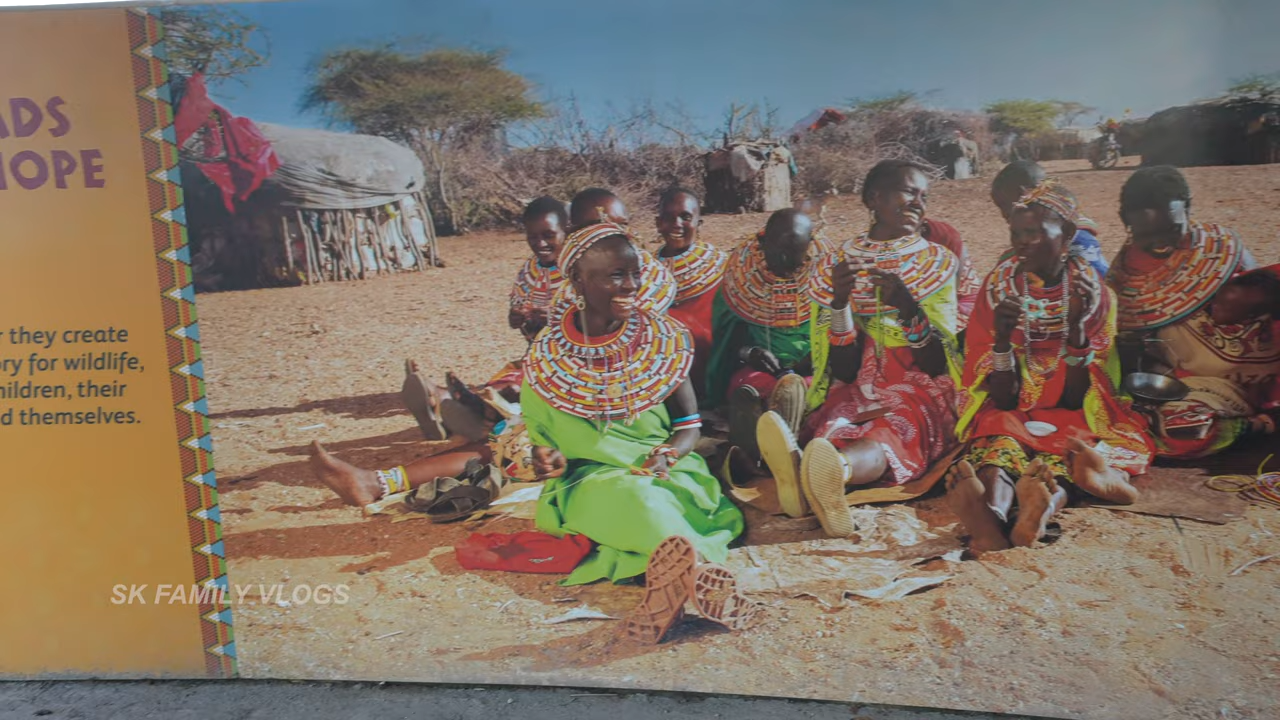 ADS
HOPE
r they create
ory for wildlife,
hildren, their
d themselves.
SK FAMILY VLOGS